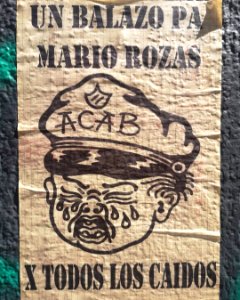 UN BALAZO PA
MARIO ROZAS
ACAB
X TODOS LOS CAIDOS